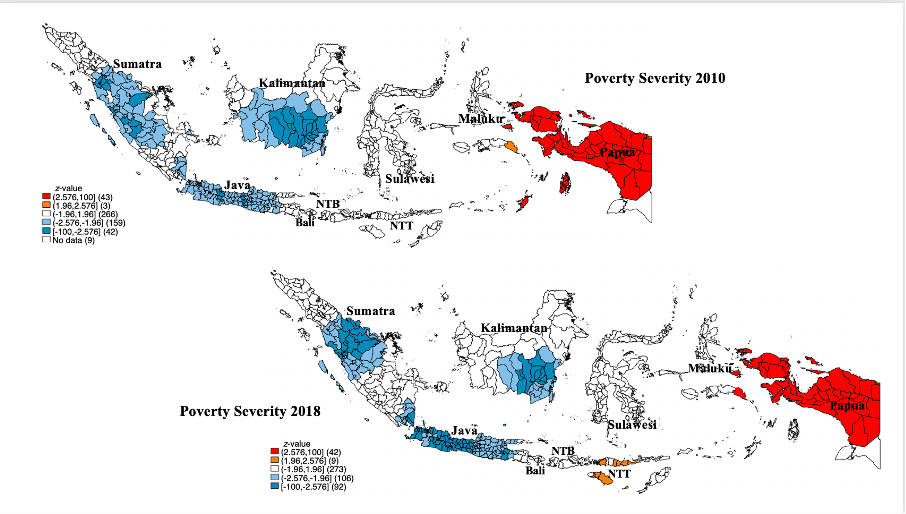 Sumatra
Kalimantan
Poverty Severity 2010
Maluku
Papua
Sulawesi
Java
NTB
Bali
NTT
z-value
(2.576,100] (43)
(1.96,2.576] (3)
(-1.96,1.96] (266)
(-2.576,-1.96] (159)
[-100,-2.576] (42)
No data (9)
Sumatra
Kalimantan
Maluku
Papua
Poverty Severity 2018
Sulawesi
Java
NTB
Bali
NTT
z-value
(2.576,100] (42)
(1.96,2.576] (9)
(-1.96,1.96] (273)
(-2.576,-1.96] (106)
[-100,-2.576] (92)